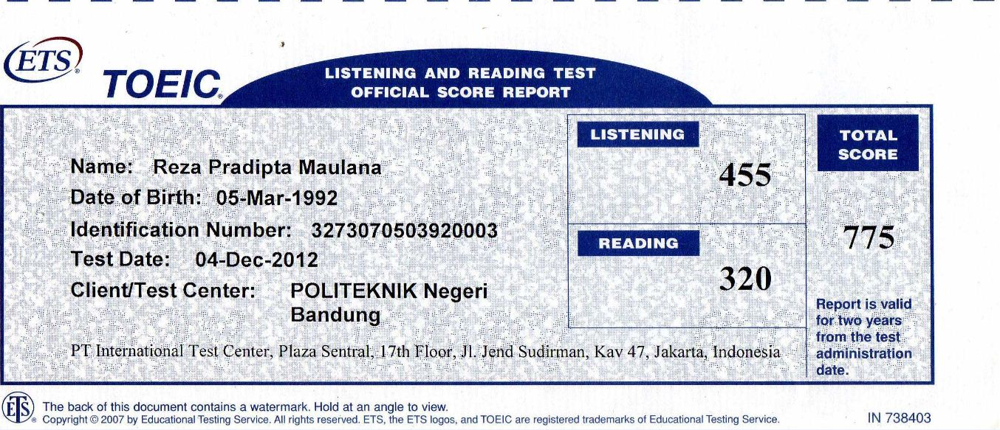 ETS®
TOEIC®
LISTENING AND READING TEST
OFFICIAL SCORE REPORT
Name: Reza Pradipta Maulana
Date of Birth: 05-Mar-1992
Identification Number: 3273070503920003
Test Date: 04-Dec-2012
Client/Test Center: POLITEKNIK Negeri
Bandung
PT International Test Center, Plaza Sentral, 17th Floor, Jl. Jend Sudirman, Kav 47, Jakarta, Indonesia
LISTENING
455
READING
320
TOTAL
SCORE
775
Report is valid
for two years
from the test
administration
date.
ETS®
The back of this document contains a watermark. Hold at an angle to view.
Copyright © 2007 by Educational Testing Service. All rights reserved. ETS, the ETS logos, and TOEIC are registered trademarks of Educational Testing Service.
IN 738403